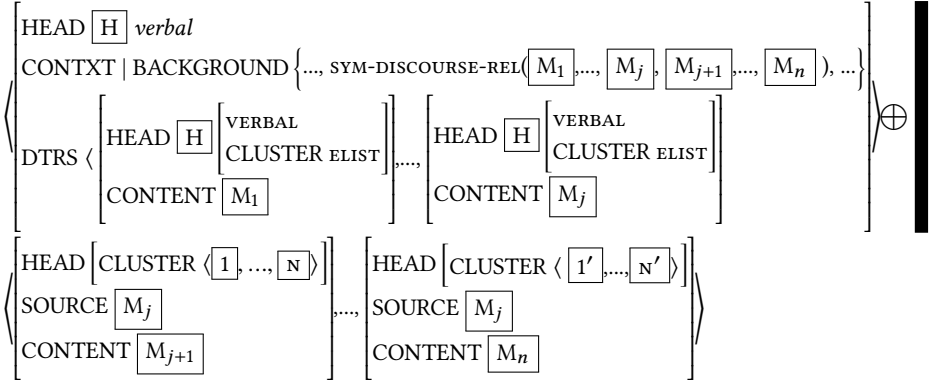 ⟨[HEAD [H] verbal
CONTXT | BACKGROUND {..., SYM-DISCOURSE-REL( [M₁] ,..., [Mⱼ] , [Mⱼ₊₁] ,..., [Mₙ] ), ...}
DTRS ⟨ [HEAD [H] [VERBAL
CLUSTER ELIST]
CONTENT [M₁] ] ,..., [HEAD [H] [VERBAL
CLUSTER ELIST]
CONTENT [Mⱼ] ] ]⟩ ⊕
⟨[HEAD [CLUSTER ⟨ [1] , ..., [N] ⟩] ,..., [HEAD [CLUSTER ⟨ [1′] ,..., [N′] ⟩]
SOURCE [Mⱼ] SOURCE [Mⱼ]
CONTENT [Mⱼ₊₁] ] CONTENT [Mₙ] ]⟩